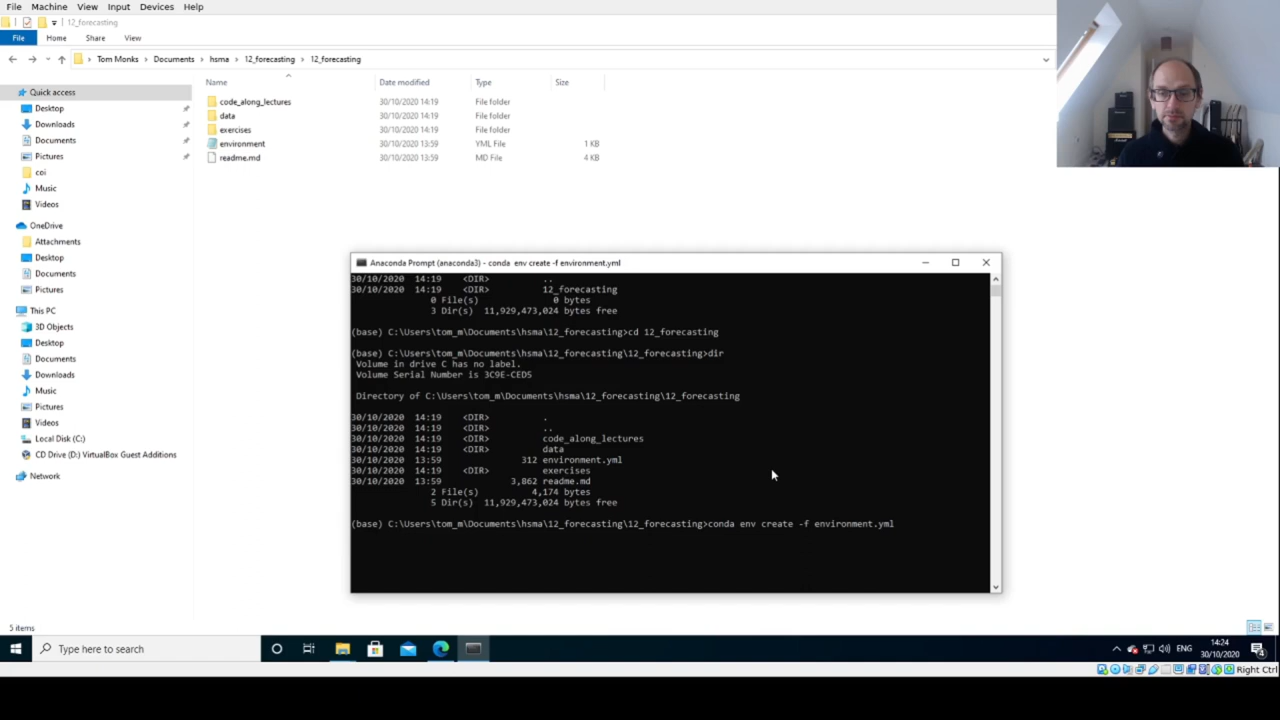 File Machine View Input Devices Help
12_forecasting
File Home Share View
Tom Monks Documents hsma 12_forecasting 12_forecasting
Name Date modified Type Size
Quick access
Desktop
Downloads
Documents
Pictures
coi
Music
Videos
OneDrive
Attachments
Desktop
Documents
Pictures
This PC
3D Objects
Desktop
Documents
Downloads
Music
Pictures
Videos
Local Disk (C:)
CD Drive (D:) VirtualBox Guest Additions
Network
code_along_lectures 30/10/2020 14:19 File folder
data 30/10/2020 14:19 File folder
exercises 30/10/2020 14:19 File folder
environment 30/10/2020 13:59 YML File 1 KB
readme.md 30/10/2020 13:59 MD File 4 KB
Anaconda Prompt (anaconda3) - conda env create -f environment.yml
30/10/2020 14:19 <DIR> ..
30/10/2020 14:19 <DIR> 12_forecasting
0 File(s) 0 bytes
3 Dir(s) 11,929,473,024 bytes free
(base) C:\Users\tom_m\Documents\hsma\12_forecasting>cd 12_forecasting
(base) C:\Users\tom_m\Documents\hsma\12_forecasting\12_forecasting>dir
Volume in drive C has no label.
Volume Serial Number is 3C9E-CED5
Directory of C:\Users\tom_m\Documents\hsma\12_forecasting\12_forecasting
30/10/2020 14:19 <DIR> .
30/10/2020 14:19 <DIR> ..
30/10/2020 14:19 <DIR> code_along_lectures
30/10/2020 14:19 <DIR> data
30/10/2020 13:59 312 environment.yml
30/10/2020 14:19 <DIR> exercises
30/10/2020 13:59 3,862 readme.md
2 File(s) 4,174 bytes
5 Dir(s) 11,929,473,024 bytes free
(base) C:\Users\tom_m\Documents\hsma\12_forecasting\12_forecasting>conda env create -f environment.yml
5 items
Type here to search
ENG
14:24
30/10/2020
4
Right Ctrl